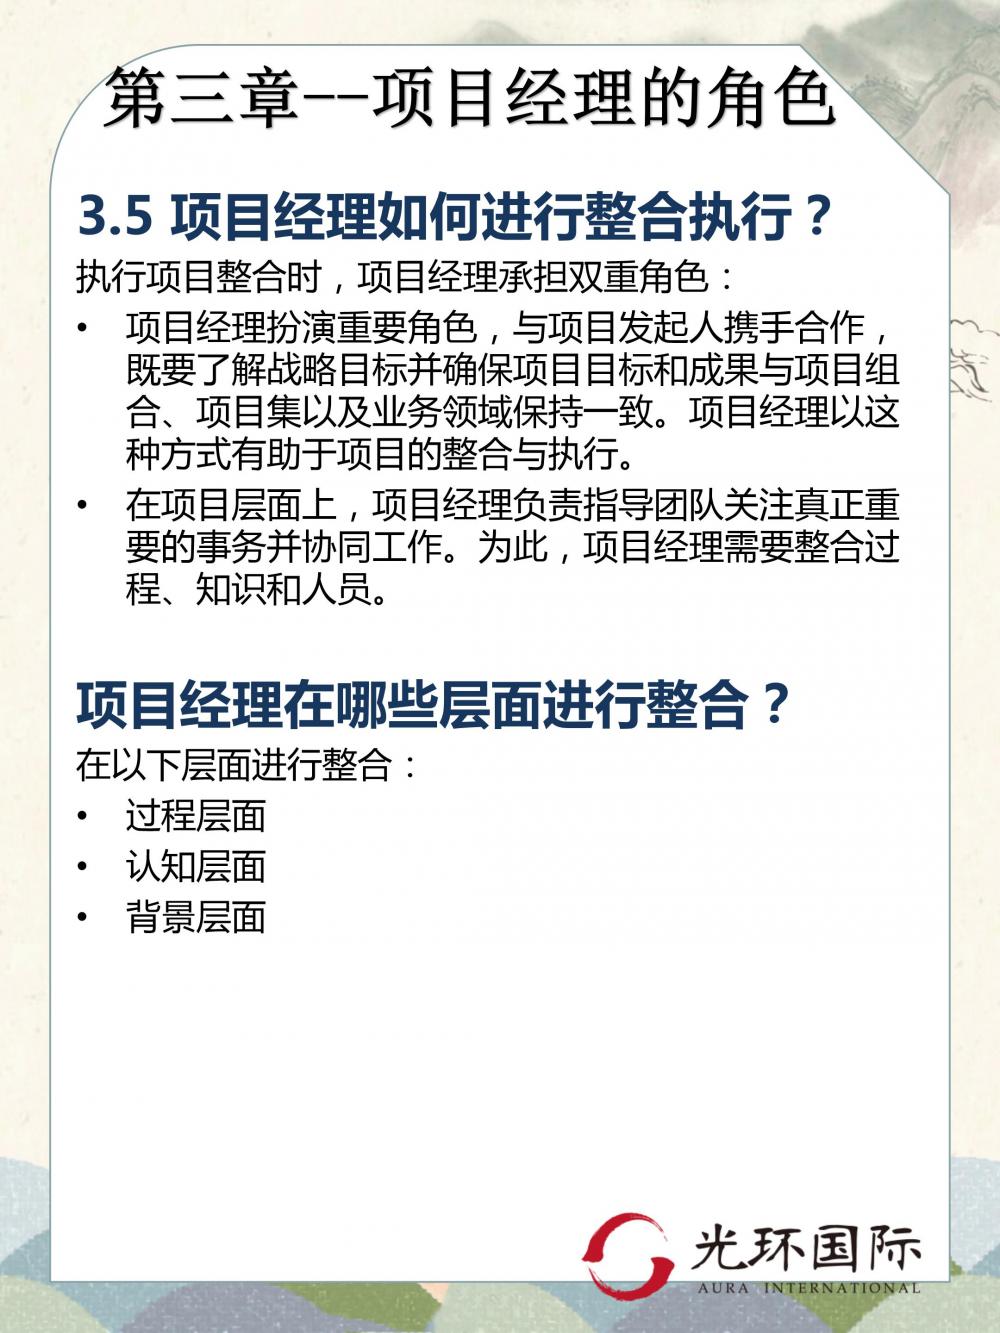 第三章--项目经理的角色
3.5 项目经理如何进行整合执行？
执行项目整合时，项目经理承担双重角色：
• 项目经理扮演重要角色，与项目发起人携手合作，
既要了解战略目标并确保项目目标和成果与项目组
合、项目集以及业务领域保持一致。项目经理以这
种方式有助于项目的整合与执行。
• 在项目层面上，项目经理负责指导团队关注真正重
要的事务并协同工作。为此，项目经理需要整合过
程、知识和人员。
项目经理在哪些层面进行整合？
在以下层面进行整合：
• 过程层面
• 认知层面
• 背景层面
光环国际
AURA INTERNATIONAL